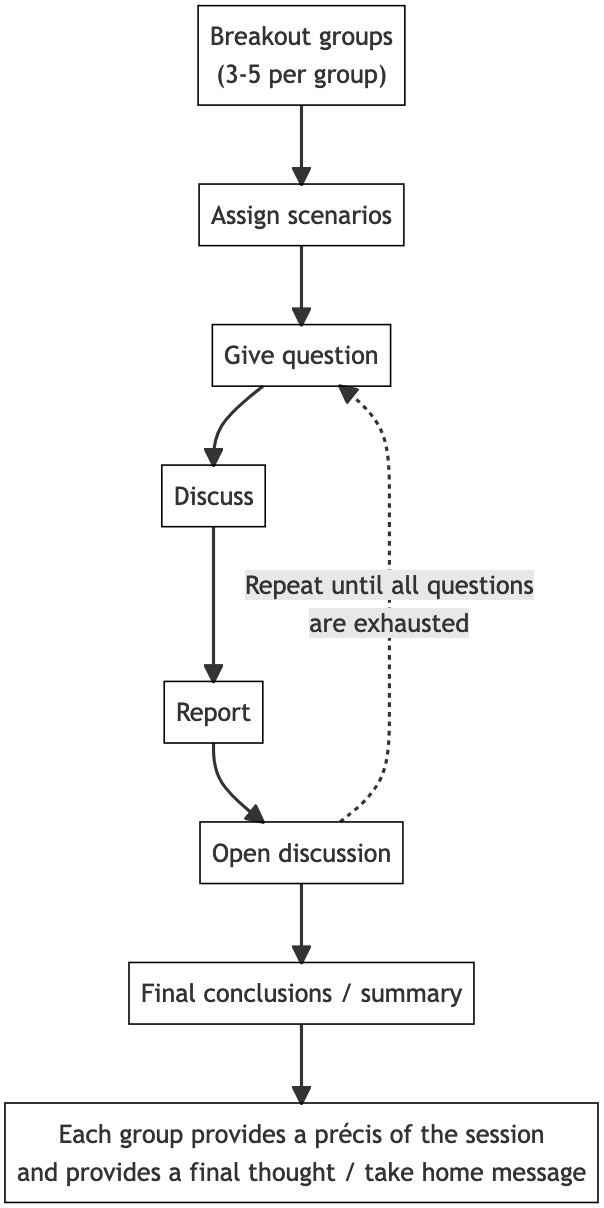 Breakout groups
(3-5 per group)
Assign scenarios
Give question
Discuss
Repeat until all questions
are exhausted
Report
Open discussion
Final conclusions / summary
Each group provides a précis of the session
and provides a final thought / take home message